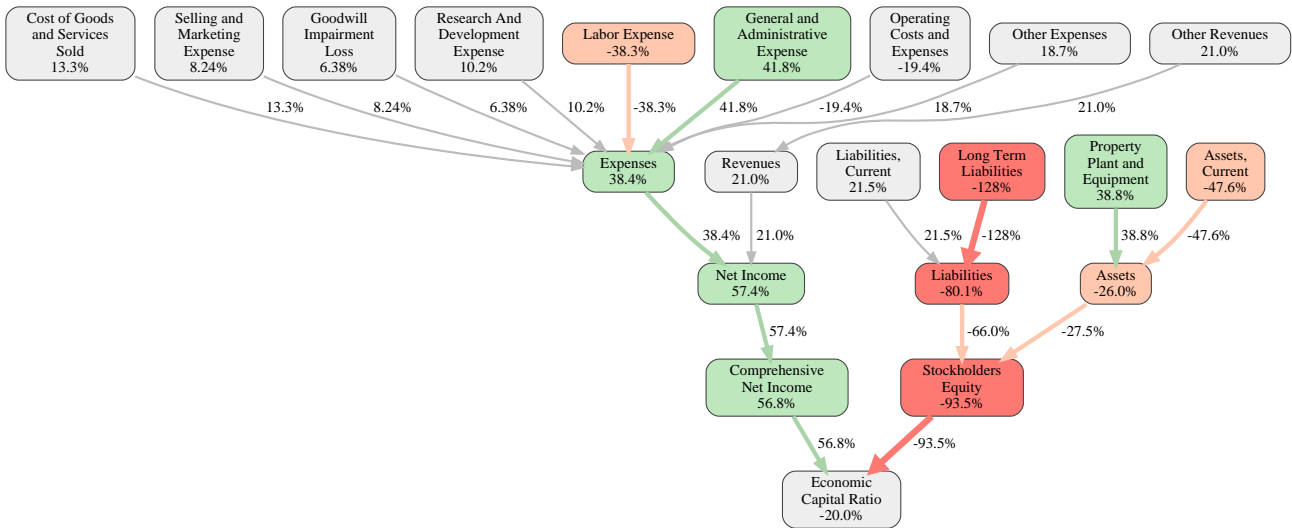 Cost of Goods
and Services
Sold
13.3%
Selling and
Marketing
Expense
8.24%
Goodwill
Impairment
Loss
6.38%
Research And
Development
Expense
10.2%
Labor Expense
-38.3%
General and
Administrative
Expense
41.8%
Operating
Costs and
Expenses
-19.4%
Other Expenses
18.7%
Other Revenues
21.0%
13.3%
8.24%
6.38%
10.2%
-38.3%
41.8%
-19.4%
18.7%
21.0%
Expenses
38.4%
Revenues
21.0%
Liabilities,
Current
21.5%
Long Term
Liabilities
-128%
Property
Plant and
Equipment
38.8%
Assets,
Current
-47.6%
38.4%
21.0%
21.5%
-128%
38.8%
-47.6%
Net Income
57.4%
Liabilities
-80.1%
Assets
-26.0%
57.4%
-66.0%
-27.5%
Comprehensive
Net Income
56.8%
Stockholders
Equity
-93.5%
56.8%
-93.5%
Economic
Capital Ratio
-20.0%